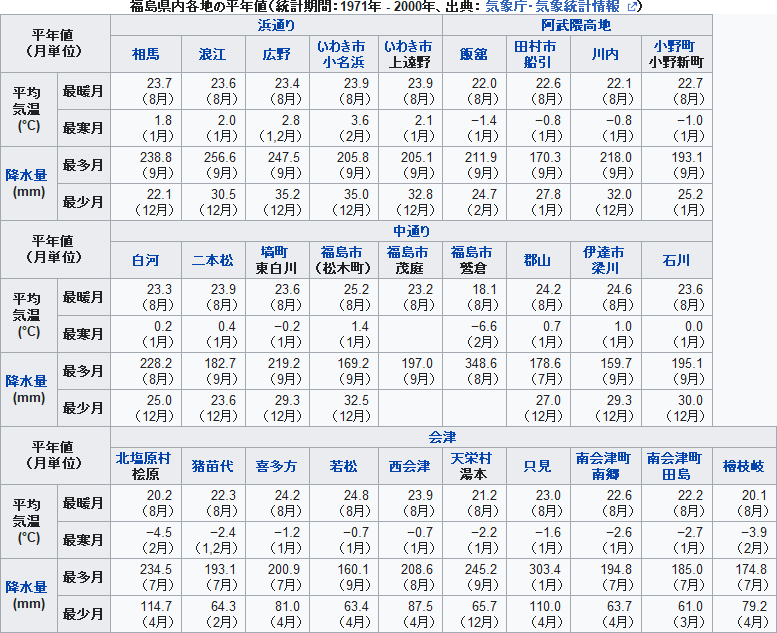 福島県内各地の平年値（統計期間：1971年 - 2000年、出典： 気象庁・気象統計情報 ）
平年値
（月単位） 浜通り 阿武隈高地
相馬 浪江 広野 いわき市
小名浜 いわき市
上遠野 飯舘 田村市
船引 川内 小野町
小野新町
平均
気温
(°C) 最暖月 23.7
（8月） 23.6
（8月） 23.4
（8月） 23.9
（8月） 23.9
（8月） 22.0
（8月） 22.6
（8月） 22.1
（8月） 22.7
（8月）
最寒月 1.8
（1月） 2.0
（1月） 2.8
（1,2月） 3.6
（2月） 2.1
（1月） −1.4
（1月） −0.8
（1月） −0.8
（1月） −1.0
（1月）
降水量
(mm) 最多月 238.8
（9月） 256.6
（9月） 247.5
（9月） 205.8
（9月） 205.1
（9月） 211.9
（9月） 170.3
（9月） 218.0
（9月） 193.1
（9月）
最少月 22.1
（12月） 30.5
（12月） 35.2
（12月） 35.0
（12月） 32.8
（12月） 24.7
（2月） 27.8
（1月） 32.0
（12月） 25.2
（1月）
平年値
（月単位） 中通り
白河 二本松 塙町
東白川 福島市
（松木町） 福島市
茂庭 福島市
鷲倉 郡山 伊達市
梁川 石川
平均
気温
(°C) 最暖月 23.3
（8月） 23.9
（8月） 23.6
（8月） 25.2
（8月） 23.2
（8月） 18.1
（8月） 24.2
（8月） 24.6
（8月） 23.6
（8月）
最寒月 0.2
（1月） 0.4
（1月） −0.2
（1月） 1.4
（1月） −6.6
（2月） 0.7
（1月） 1.0
（1月） 0.0
（1月）
降水量
(mm) 最多月 228.2
（8月） 182.7
（9月） 219.2
（9月） 169.2
（9月） 197.0
（9月） 348.6
（8月） 178.6
（7月） 159.7
（9月） 195.1
（9月）
最少月 25.0
（12月） 23.6
（12月） 29.3
（12月） 32.5
（12月） 27.0
（12月） 29.3
（12月） 30.0
（12月）
平年値
（月単位） 会津
北塩原村
桧原 猪苗代 喜多方 若松 西会津 天栄村
湯本 只見 南会津町
南郷 南会津町
田島 檜枝岐
平均
気温
(°C) 最暖月 20.2
（8月） 22.3
（8月） 24.2
（8月） 24.8
（8月） 23.9
（8月） 21.2
（8月） 23.0
（8月） 22.6
（8月） 22.2
（8月） 20.1
（8月）
最寒月 −4.5
（2月） −2.4
（1,2月） −1.2
（1月） −0.7
（1月） −0.7
（1月） −2.2
（1月） −1.6
（1月） −2.6
（1月） −2.7
（1月） −3.9
（2月）
降水量
(mm) 最多月 234.5
（7月） 193.1
（7月） 200.9
（7月） 160.1
（9月） 208.6
（8月） 245.2
（9月） 303.4
（1月） 194.8
（7月） 185.0
（7月） 174.8
（7月）
最少月 114.7
（4月） 64.3
（2月） 81.0
（4月） 63.4
（4月） 87.5
（4月） 65.7
（12月） 110.0
（4月） 63.7
（4月） 61.0
（3月） 79.2
（4月）